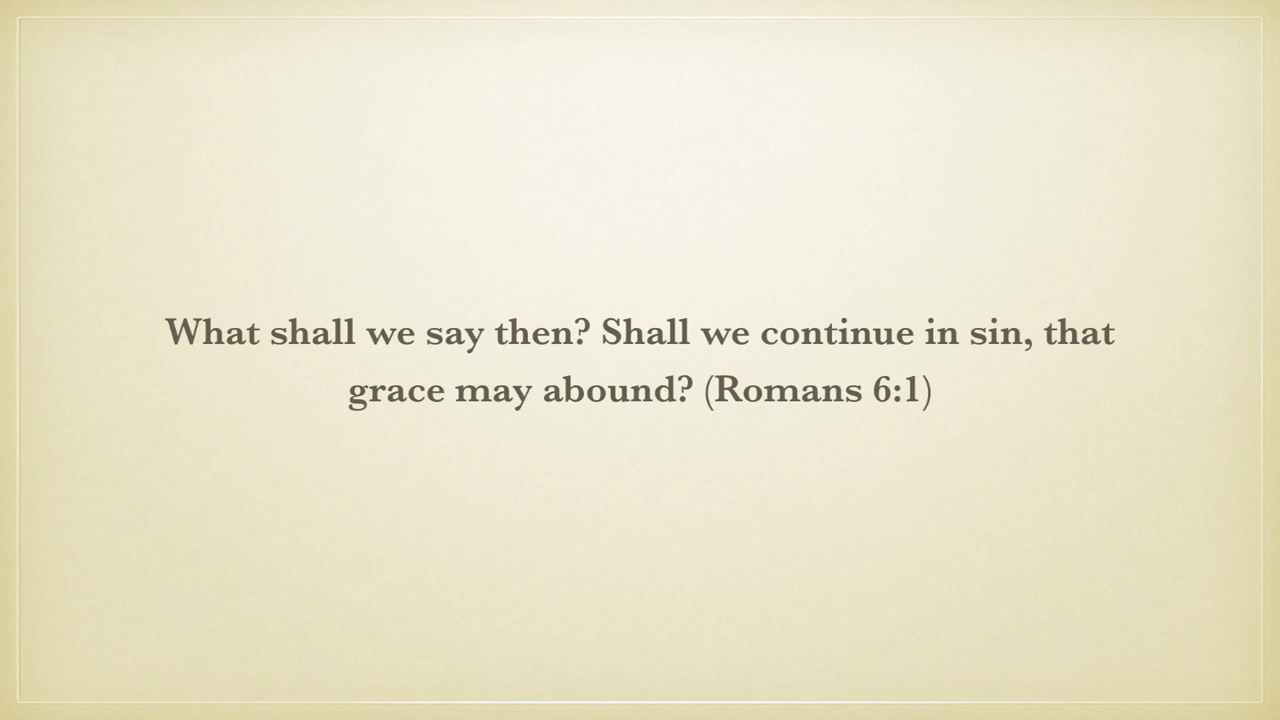 What shall we say then? Shall we continue in sin, that
grace may abound? (Romans 6:1)